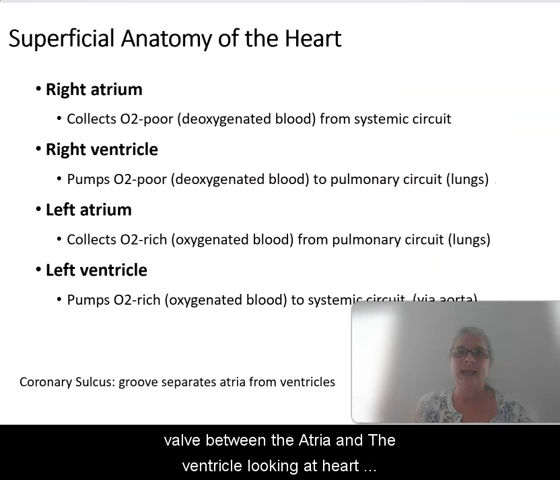 Superficial Anatomy of the Heart
• Right atrium
• Collects O2-poor (deoxygenated blood) from systemic circuit
• Right ventricle
• Pumps O2-poor (deoxygenated blood) to pulmonary circuit (lungs)
• Left atrium
• Collects O2-rich (oxygenated blood) from pulmonary circuit (lungs)
• Left ventricle
• Pumps O2-rich (oxygenated blood) to systemic circuit (via aorta)
Coronary Sulcus: groove separates atria from ventricles
valve between the Atria and The
ventricle looking at heart ...